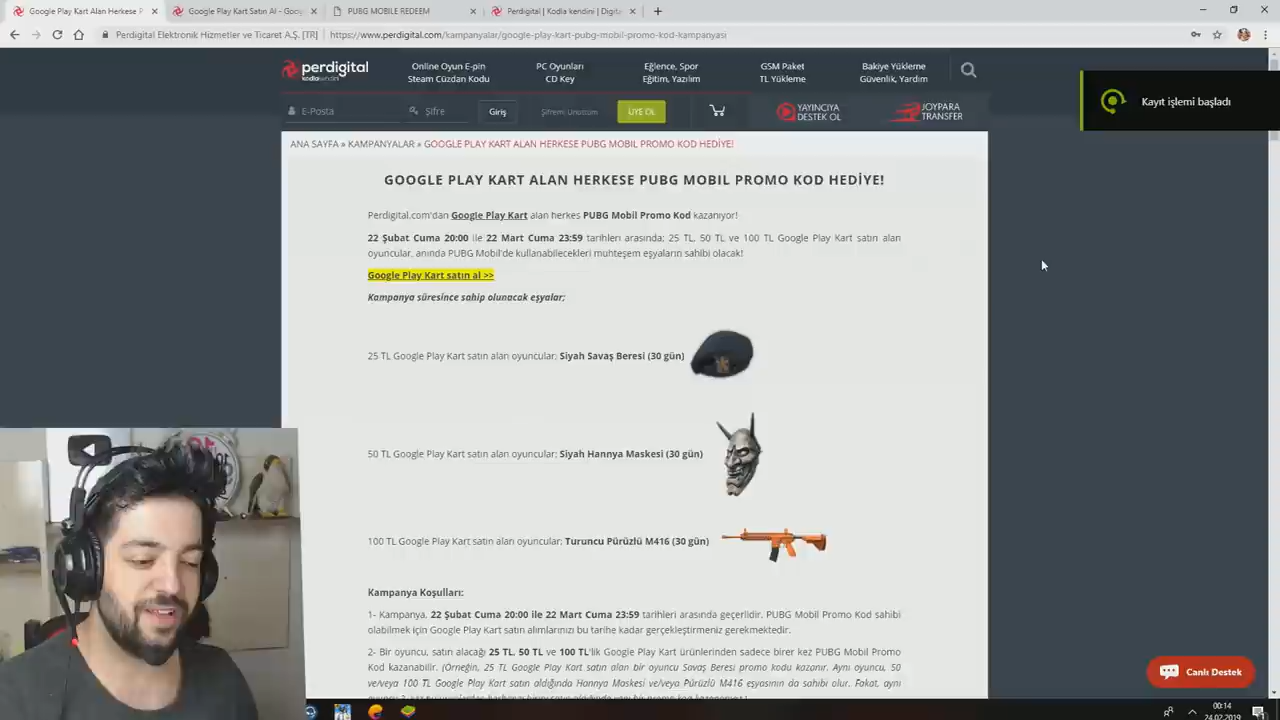 Google Play Kart Alan Herkese P
Google Play Kart Satın Al - Goo
PUBG MOBILE REDEEM
Perdigital | Kodla kendini | Digita
Perdigital Elektronik Hizmetler ve Ticaret A.Ş. [TR]
https://www.perdigital.com/kampanyalar/google-play-kart-pubg-mobil-promo-kod-kampanyasi
perdigital
kodlakendini
Online Oyun E-pin
Steam Cüzdan Kodu
PC Oyunları
CD Key
Eğlence, Spor
Eğitim, Yazılım
GSM Paket
TL Yükleme
Bakiye Yükleme
Güvenlik, Yardım
Kayıt işlemi başladı
E-Posta
Şifre
Giriş
Şifremi Unuttum
ÜYE OL
YAYINCIYA
DESTEK OL
JOYPARA
TRANSFER
ANA SAYFA » KAMPANYALAR » GOOGLE PLAY KART ALAN HERKESE PUBG MOBIL PROMO KOD HEDİYE!
GOOGLE PLAY KART ALAN HERKESE PUBG MOBIL PROMO KOD HEDİYE!
Perdigital.com'dan Google Play Kart alan herkes PUBG Mobil Promo Kod kazanıyor!
22 Şubat Cuma 20:00 ile 22 Mart Cuma 23:59 tarihleri arasında; 25 TL, 50 TL ve 100 TL Google Play Kart satın alan
oyuncular, anında PUBG Mobil'de kullanabilecekleri muhteşem eşyaların sahibi olacak!
Google Play Kart satın al >>
Kampanya süresince sahip olunacak eşyalar;
25 TL Google Play Kart satın alan oyuncular; Siyah Savaş Beresi (30 gün)
50 TL Google Play Kart satın alan oyuncular; Siyah Hannya Maskesi (30 gün)
100 TL Google Play Kart satın alan oyuncular; Turuncu Pürüzlü M416 (30 gün)
Kampanya Koşulları:
1- Kampanya, 22 Şubat Cuma 20:00 ile 22 Mart Cuma 23:59 tarihleri arasında geçerlidir. PUBG Mobil Promo Kod sahibi
olabilmek için Google Play Kart satın alımlarınızı bu tarihe kadar gerçekleştirmeniz gerekmektedir.
2- Bir oyuncu, satın alacağı 25 TL, 50 TL ve 100 TL'lik Google Play Kart ürünlerinden sadece birer kez PUBG Mobil Promo
Kod kazanabilir. (Örneğin, 25 TL Google Play Kart satın alan bir oyuncu Savaş Beresi promo kodu kazanır. Aynı oyuncu, 50
ve/veya 100 TL Google Play Kart satın aldığında Hannya Maskesi ve/veya Pürüzlü M416 eşyasının da sahibi olur. Fakat, aynı
Canlı Destek
00:14
24.02.2019